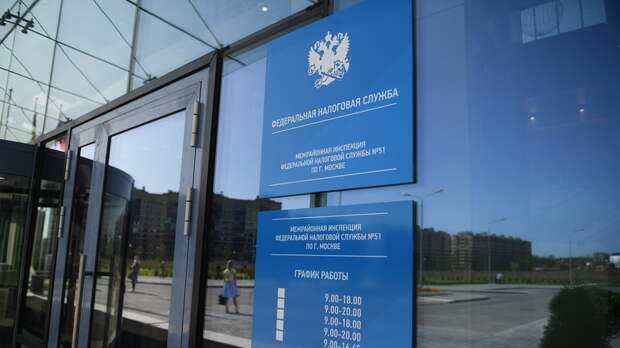 ФЕДЕРАЛЬНАЯ НАЛОГОВАЯ СЛУЖБА
МЕЖРАЙОННАЯ ИНСПЕКЦИЯ
ФЕДЕРАЛЬНОЙ НАЛОГОВОЙ СЛУЖБЫ №51
ПО Г. МОСКВЕ
МЕЖРАЙОННАЯ ИНСПЕКЦИЯ
ФЕДЕРАЛЬНОЙ НАЛОГОВОЙ СЛУЖБЫ №51
ПО Г. МОСКВЕ
ГРАФИК РАБОТЫ
9.00-18.00
9.00-20.00
9.00-18.00
9.00-20.00